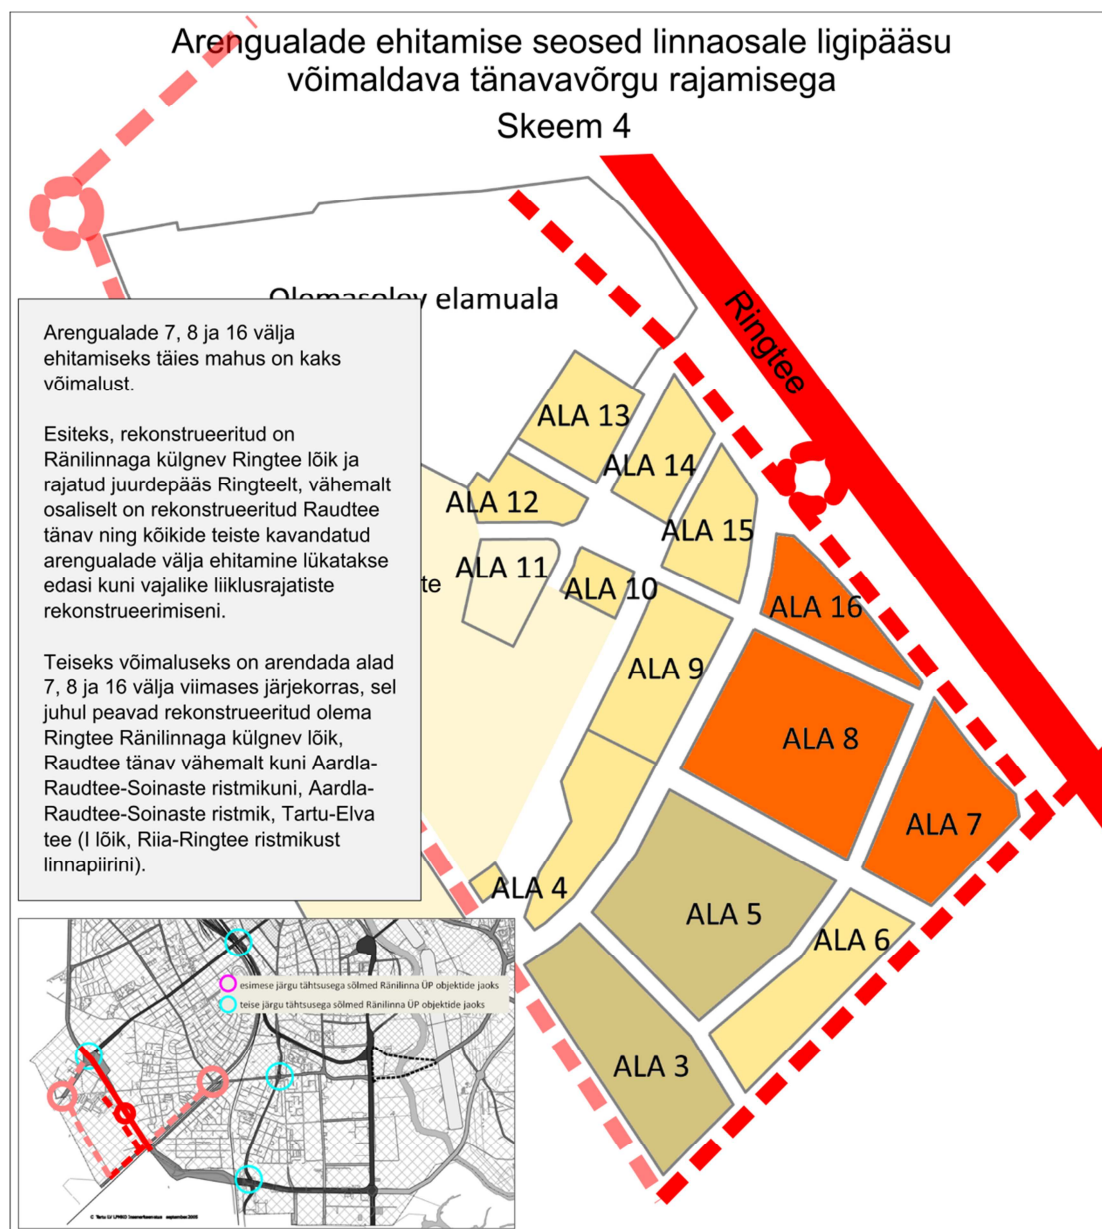 Arengualade ehitamise seosed linnaosale ligipääsu
võimaldava tänavavõrgu rajamisega
Skeem 4
Ringtee
elamuala
Arengualade 7, 8 ja 16 välja
ehitamiseks täies mahus on kaks
võimalust.
Esiteks, rekonstrueeritud on
Ränilinnaga külgnev Ringtee lõik ja
rajatud juurdepääs Ringteelt, vähemalt
osaliselt on rekonstrueeritud Raudtee
tänav ning kõikide teiste kavandatud
arengualade välja ehitamine lükatakse
edasi kuni vajalike liiklusrajatiste
rekonstrueerimiseni.
Teiseks võimaluseks on arendada alad
7, 8 ja 16 välja viimases järjekorras, sel
juhul peavad rekonstrueeritud olema
Ringtee Ränilinnaga külgnev lõik,
Raudtee tänav vähemalt kuni Aardla-
Raudtee-Soinaste ristmikuni, Aardla-
Raudtee-Soinaste ristmik, Tartu-Elva
tee (I lõik, Riia-Ringtee ristmikust
linnapiirini).
ALA 13
ALA 14
ALA 12
ALA 15
ALA 11
te
ALA 10
ALA 16
ALA 9
ALA 8
ALA 7
ALA 4
ALA 5
ALA 6
ALA 3
esimese järgu tähtsusega sõlmed Ränilinna ÜP objektide jaoks
teise järgu tähtsusega sõlmed Ränilinna ÜP objektide jaoks